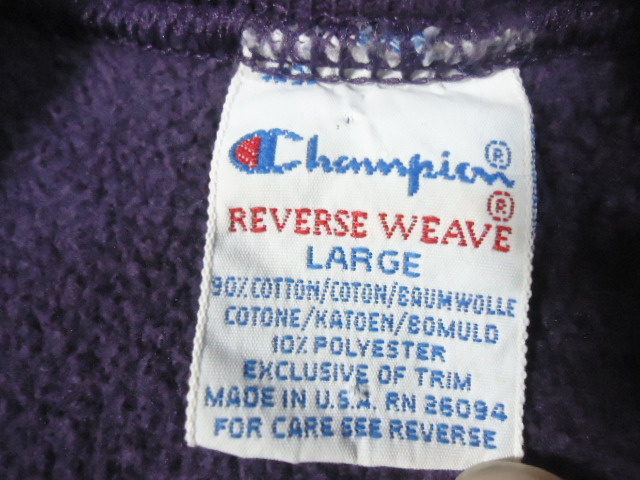 Champion®
REVERSE WEAVE®
LARGE
90% COTTON/COTON/BAUMWOLLE
COTONE/KATOEN/BOMULD
10% POLYESTER
EXCLUSIVE OF TRIM
MADE IN U.S.A. RN 26094
FOR CARE SEE REVERSE